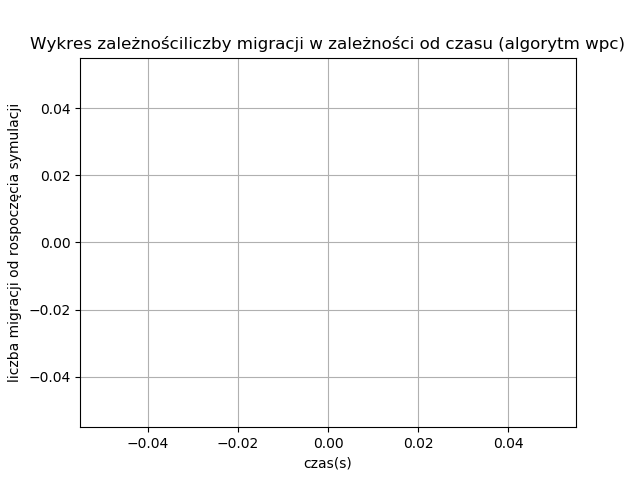 Wykres zależnościliczby migracji w zależności od czasu (algorytm wpc)
liczba migracji od rospoczęcia symulacji
0.04
0.02
0.00
−0.02
−0.04
−0.04 −0.02 0.00 0.02 0.04
czas(s)